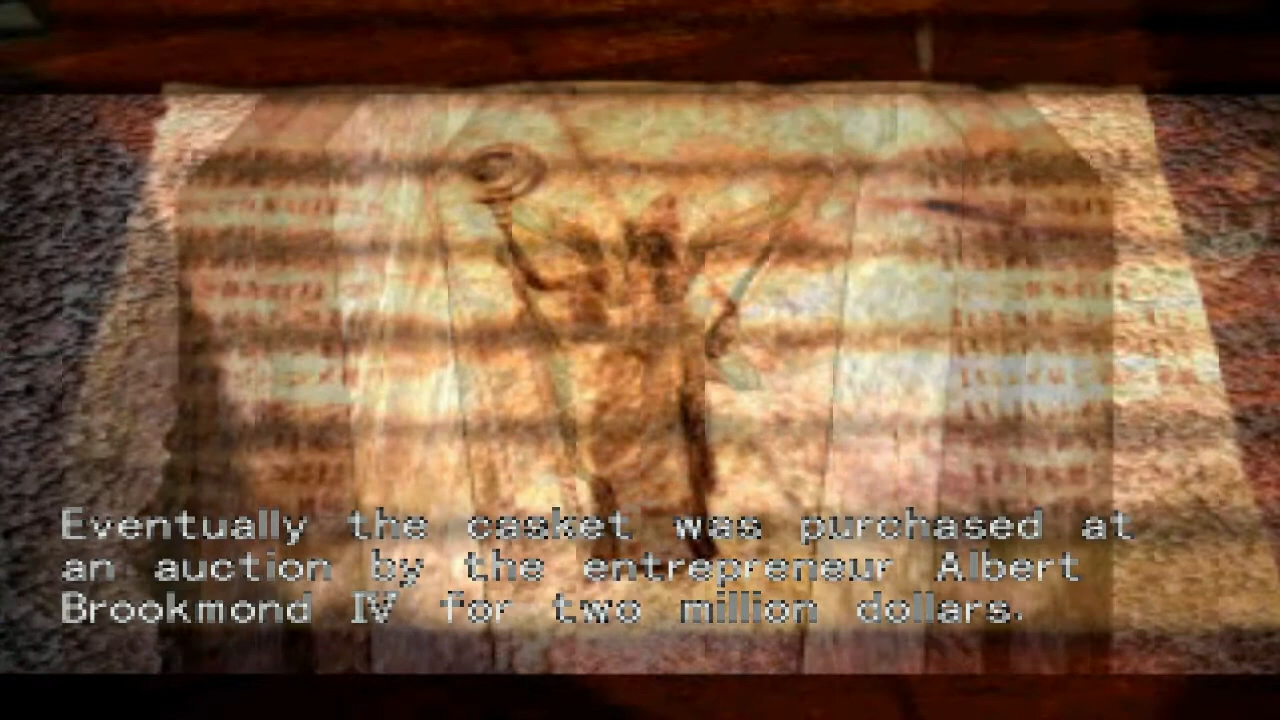 Eventually the casket was purchased at
an auction by the entrepreneur Albert
Brookmond IV for two million dollars.